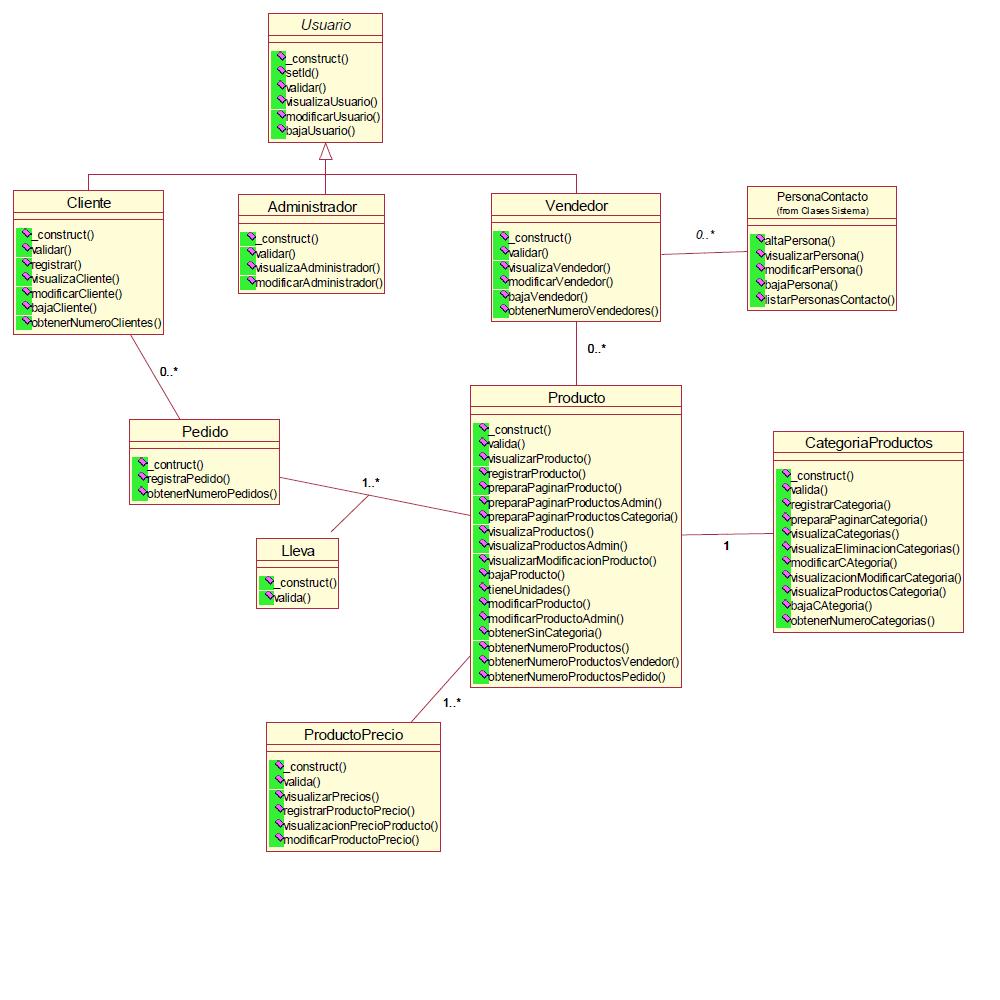 Usuario
_construct()
setId()
validar()
visualizaUsuario()
modificarUsuario()
bajaUsuario()
Cliente
_construct()
validar()
registrar()
visualizaCliente()
modificarCliente()
bajaCliente()
obtenerNumeroClientes()
Administrador
_construct()
validar()
visualizaAdministrador()
modificarAdministrador()
Vendedor
_construct()
validar()
visualizaVendedor()
modificarVendedor()
bajaVendedor()
obtenerNumeroVendedores()
0..*
PersonaContacto
(from Clases Sistema)
altaPersona()
visualizarPersona()
modificarPersona()
bajaPersona()
listarPersonasContacto()
0..*
0..*
Pedido
_contruct()
registraPedido()
obtenerNumeroPedidos()
1..*
Lleva
_construct()
valida()
Producto
_construct()
valida()
visualizarProducto()
registrarProducto()
preparaPaginarProducto()
preparaPaginarProductosAdmin()
preparaPaginarProductosCategoria()
visualizaProductos()
visualizaProductosAdmin()
visualizarModificacionProducto()
bajaProducto()
tieneUnidades()
modificarProducto()
modificarProductoAdmin()
obtenerSinCategoria()
obtenerNumeroProductos()
obtenerNumeroProductosVendedor()
obtenerNumeroProductosPedido()
1
CategoriaProductos
_construct()
valida()
registrarCategoria()
preparaPaginarCategoria()
visualizaCategorias()
visualizaEliminacionCategorias()
modificarCAtegoria()
visualizacionModificarCategoria()
visualizaProductosCategoria()
bajaCAtegoria()
obtenerNumeroCategorias()
1..*
ProductoPrecio
_construct()
valida()
visualizarPrecios()
registrarProductoPrecio()
visualizacionPrecioProducto()
modificarProductoPrecio()